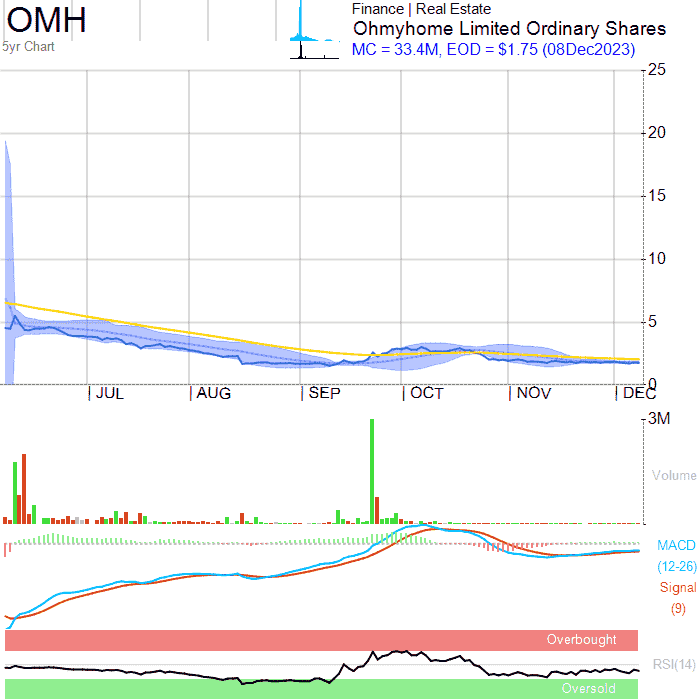 OMH
Finance | Real Estate
Ohmyhome Limited Ordinary Shares
5yr Chart
MC = 33.4M, EOD = $1.75 (08Dec2023)
25
20
15
10
5
0
JUL AUG SEP OCT NOV DEC
3M
Volume
MACD
(12-26)
Signal
(9)
Overbought
RSI(14)
Oversold